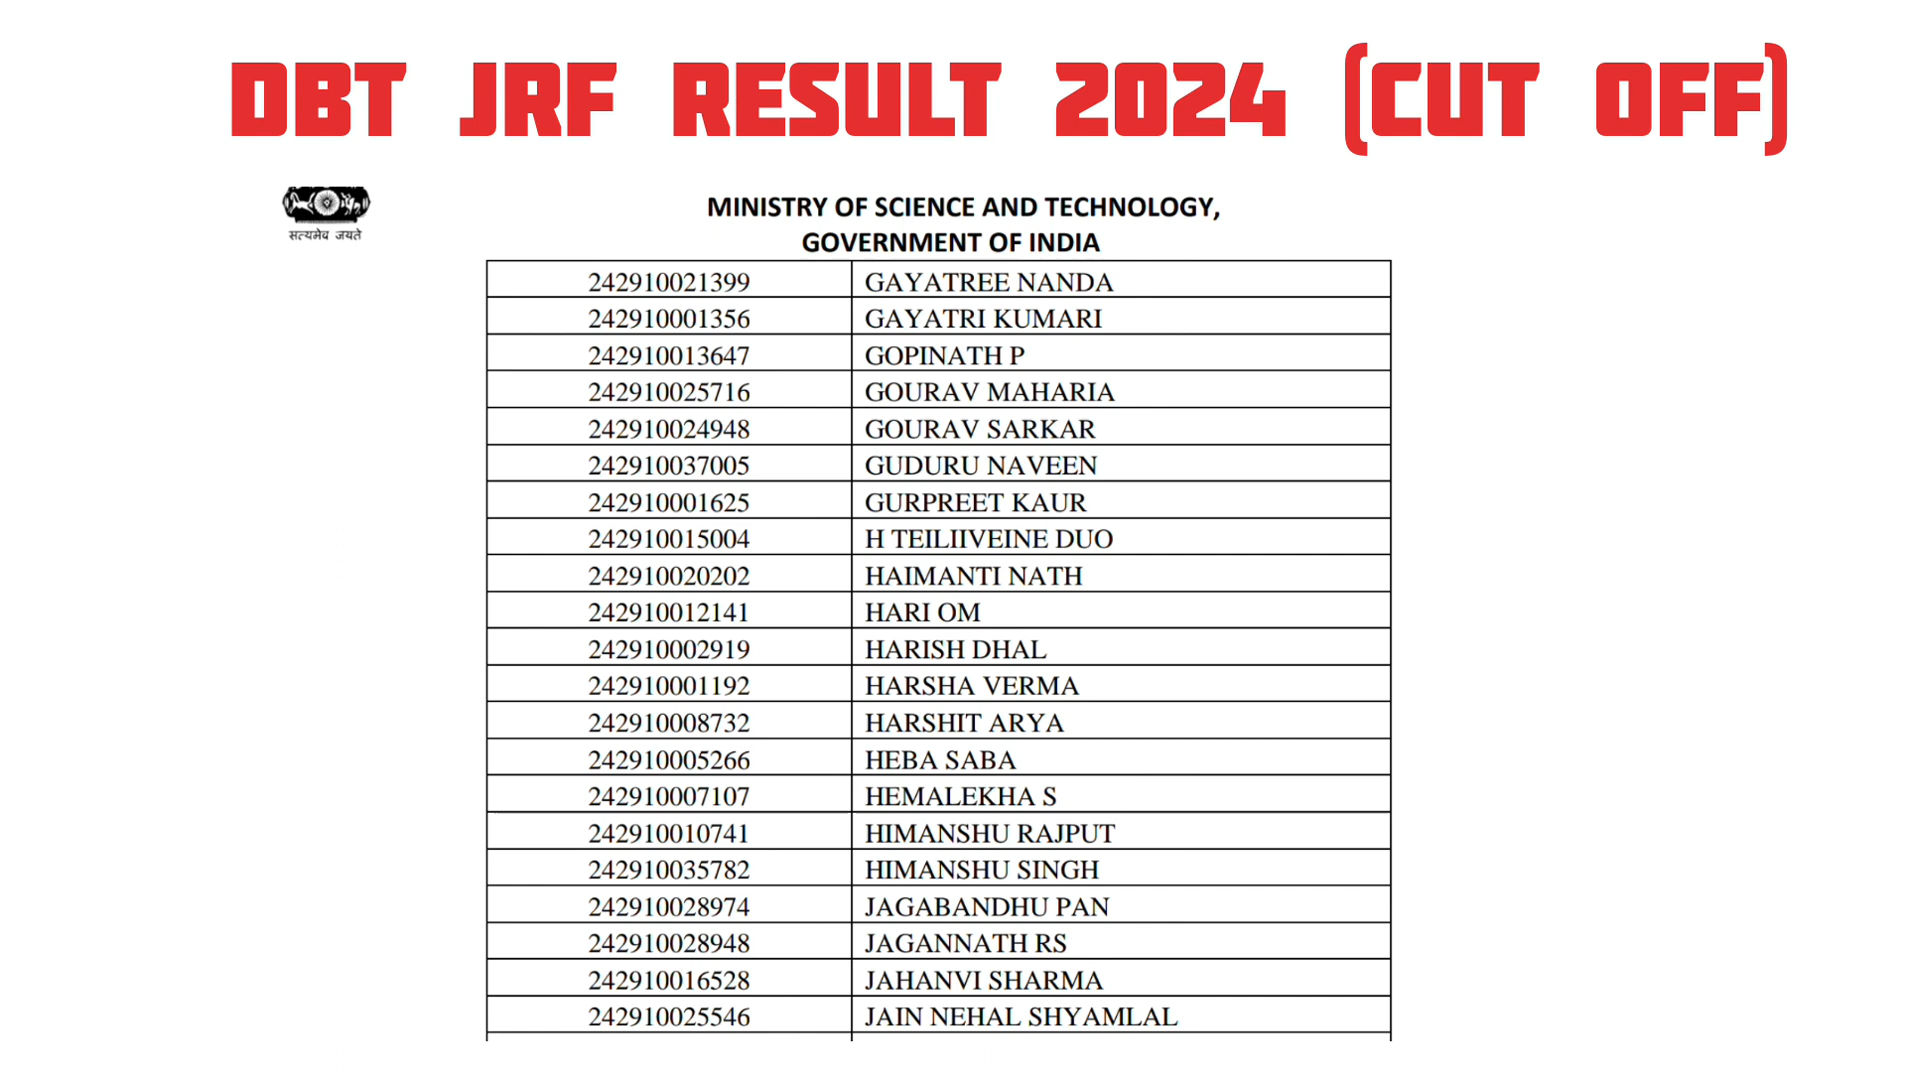 DBT JRF RESULT 2024 (CUT OFF)
सत्यमेव जयते
MINISTRY OF SCIENCE AND TECHNOLOGY,
GOVERNMENT OF INDIA
242910021399 GAYATREE NANDA
242910001356 GAYATRI KUMARI
242910013647 GOPINATH P
242910025716 GOURAV MAHARIA
242910024948 GOURAV SARKAR
242910037005 GUDURU NAVEEN
242910001625 GURPREET KAUR
242910015004 H TEILIIVEINE DUO
242910020202 HAIMANTI NATH
242910012141 HARI OM
242910002919 HARISH DHAL
242910001192 HARSHA VERMA
242910008732 HARSHIT ARYA
242910005266 HEBA SABA
242910007107 HEMALEKHA S
242910010741 HIMANSHU RAJPUT
242910035782 HIMANSHU SINGH
242910028974 JAGABANDHU PAN
242910028948 JAGANNATH RS
242910016528 JAHANVI SHARMA
242910025546 JAIN NEHAL SHYAMLAL